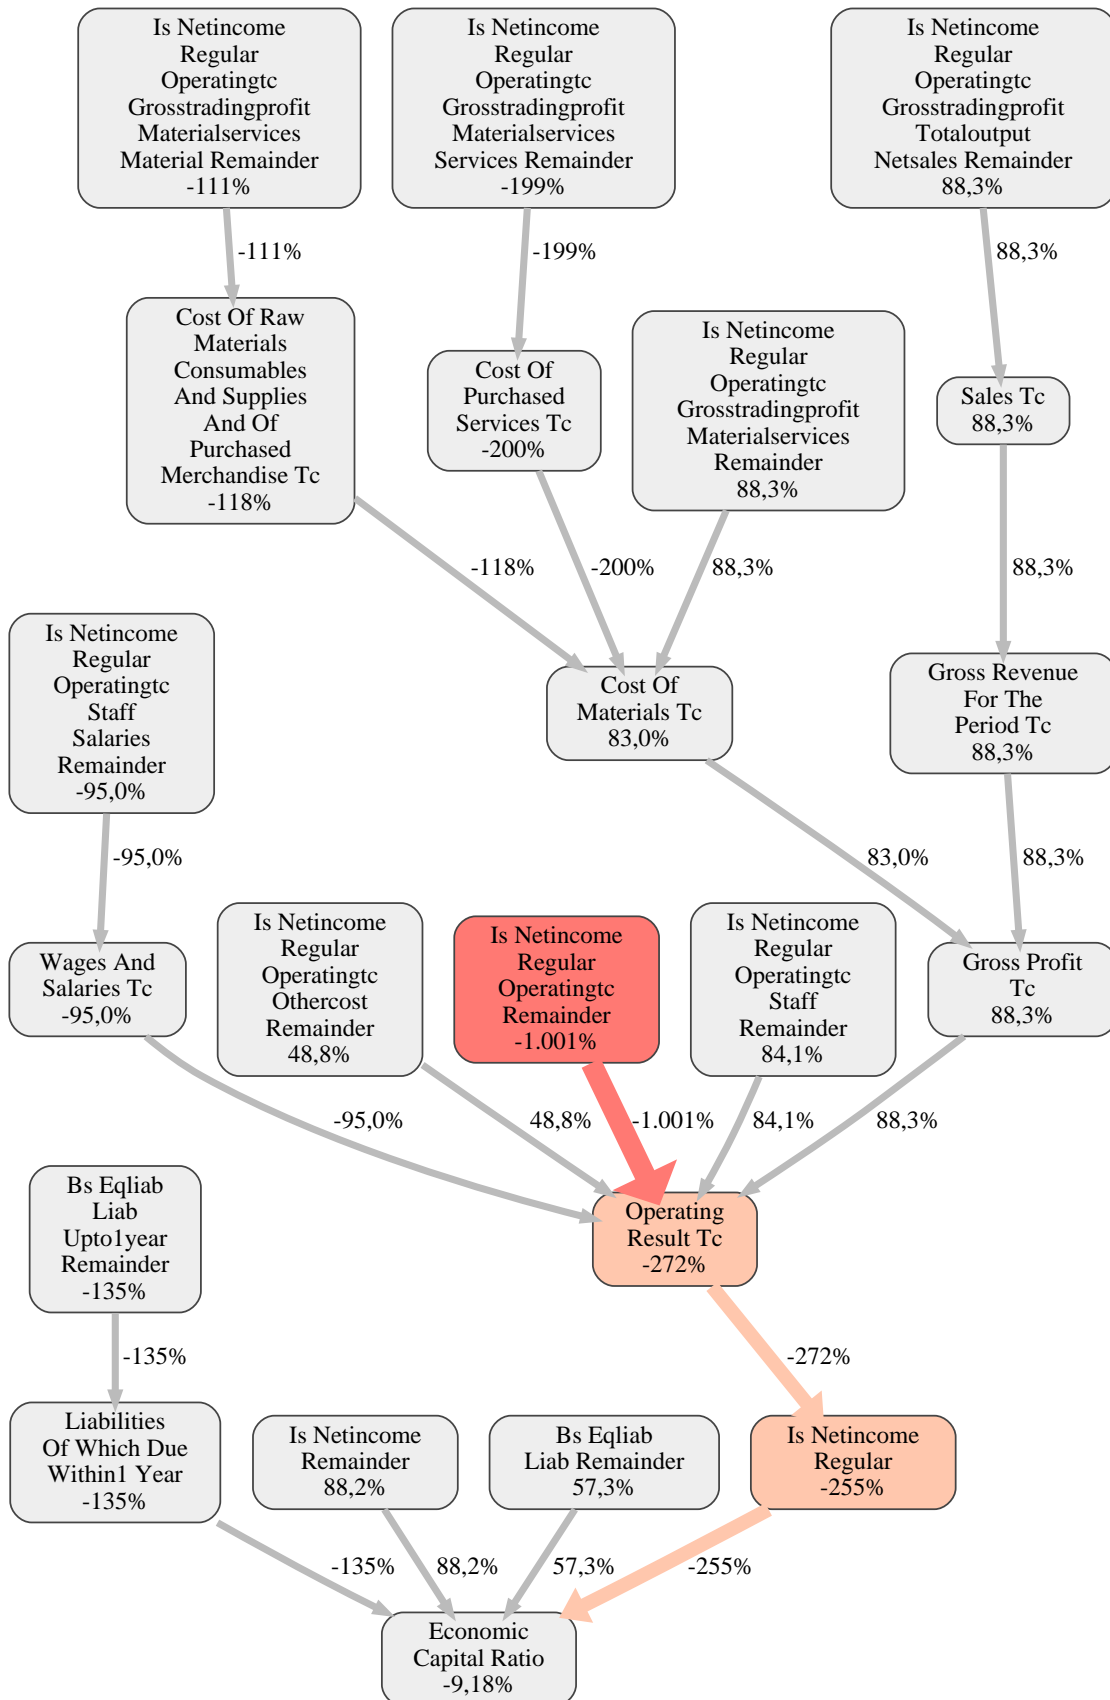 Is Netincome
Regular
Operatingtc
Grosstradingprofit
Materialservices
Material Remainder
-111%
Is Netincome
Regular
Operatingtc
Grosstradingprofit
Materialservices
Services Remainder
-199%
Is Netincome
Regular
Operatingtc
Grosstradingprofit
Totaloutput
Netsales Remainder
88,3%
-111%
-199%
88,3%
Cost Of Raw
Materials
Consumables
And Supplies
And Of
Purchased
Merchandise Tc
-118%
Cost Of
Purchased
Services Tc
-200%
Is Netincome
Regular
Operatingtc
Grosstradingprofit
Materialservices
Remainder
88,3%
Sales Tc
88,3%
-118%
-200%
88,3%
88,3%
Is Netincome
Regular
Operatingtc
Staff
Salaries
Remainder
-95,0%
Cost Of
Materials Tc
83,0%
Gross Revenue
For The
Period Tc
88,3%
-95,0%
83,0%
88,3%
Wages And
Salaries Tc
-95,0%
Is Netincome
Regular
Operatingtc
Othercost
Remainder
48,8%
Is Netincome
Regular
Operatingtc
Remainder
-1.001%
Is Netincome
Regular
Operatingtc
Staff
Remainder
84,1%
Gross Profit
Tc
88,3%
-95,0%
48,8%
-1.001%
84,1%
88,3%
Bs Eqliab
Liab
Upto1year
Remainder
-135%
Operating
Result Tc
-272%
-135%
-272%
Liabilities
Of Which Due
Within1 Year
-135%
Is Netincome
Remainder
88,2%
Bs Eqliab
Liab Remainder
57,3%
Is Netincome
Regular
-255%
-135%
88,2%
57,3%
-255%
Economic
Capital Ratio
-9,18%